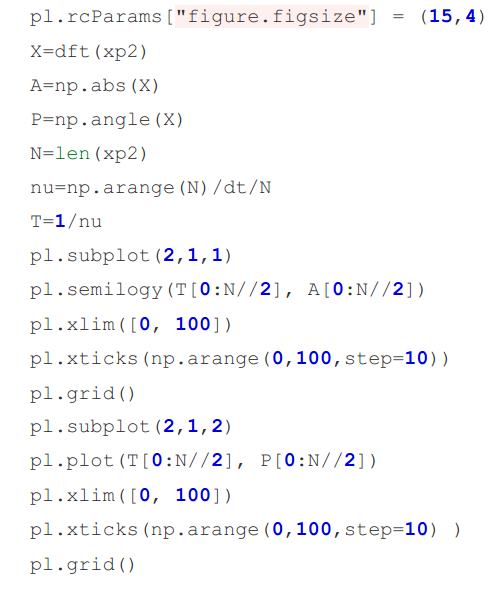 pl.rcParams["figure.figsize"] = (15,4)
X=dft(xp2)
A=np.abs(X)
P=np.angle(X)
N=len(xp2)
nu=np.arange(N)/dt/N
T=1/nu
pl.subplot(2,1,1)
pl.semilogy(T[0:N//2], A[0:N//2])
pl.xlim([0, 100])
pl.xticks(np.arange(0,100,step=10))
pl.grid()
pl.subplot(2,1,2)
pl.plot(T[0:N//2], P[0:N//2])
pl.xlim([0, 100])
pl.xticks(np.arange(0,100,step=10) )
pl.grid()